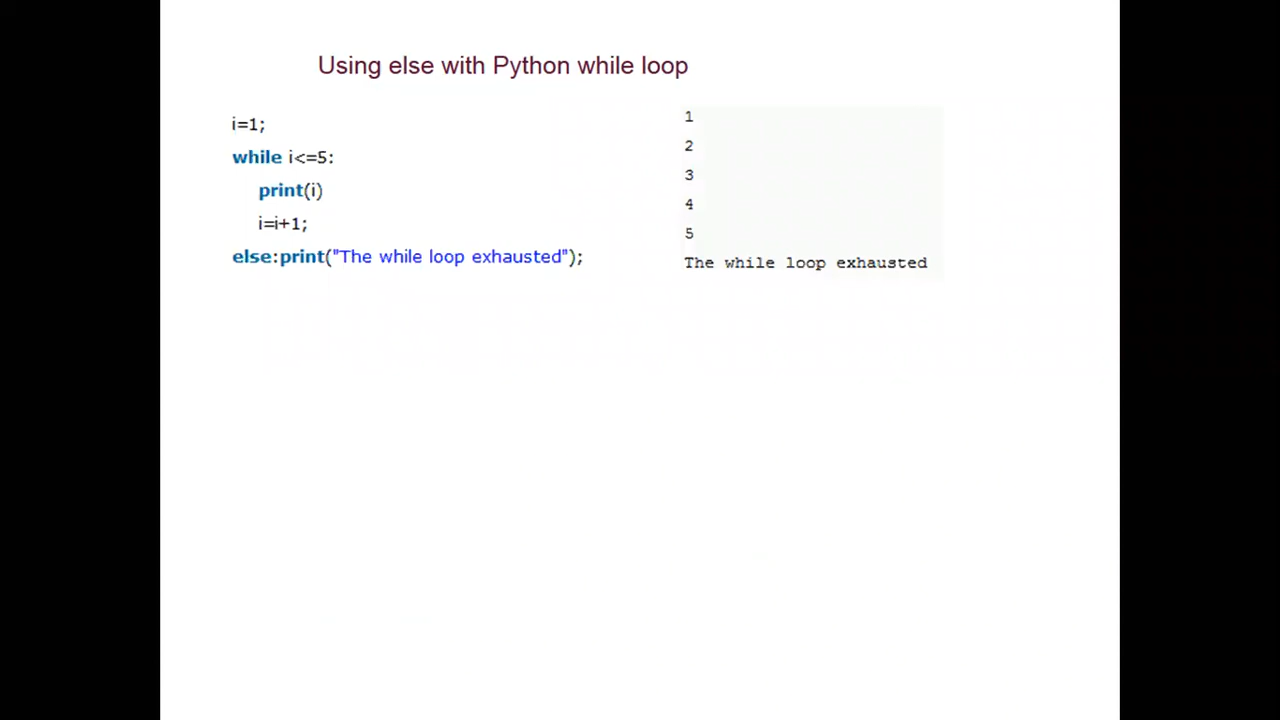 Using else with Python while loop
i=1;
while i<=5:
print(i)
i=i+1;
else:print("The while loop exhausted");
1
2
3
4
5
The while loop exhausted